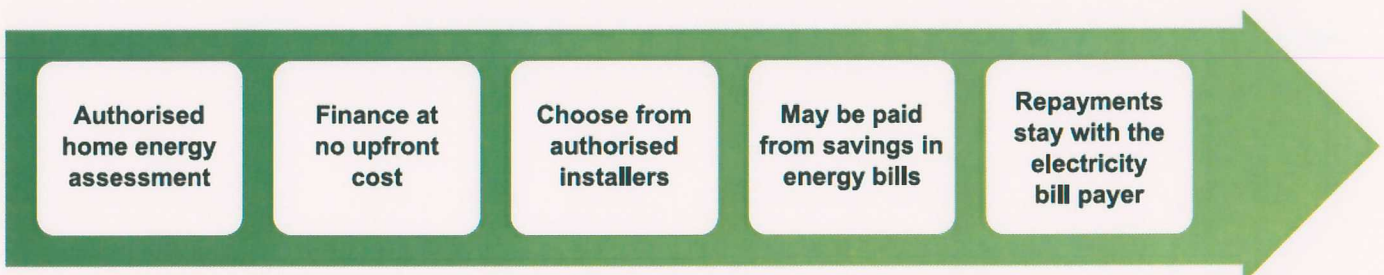 Authorised
home energy
assessment
Finance at
no upfront
cost
Choose from
authorised
installers
May be paid
from savings in
energy bills
Repayments
stay with the
electricity
bill payer